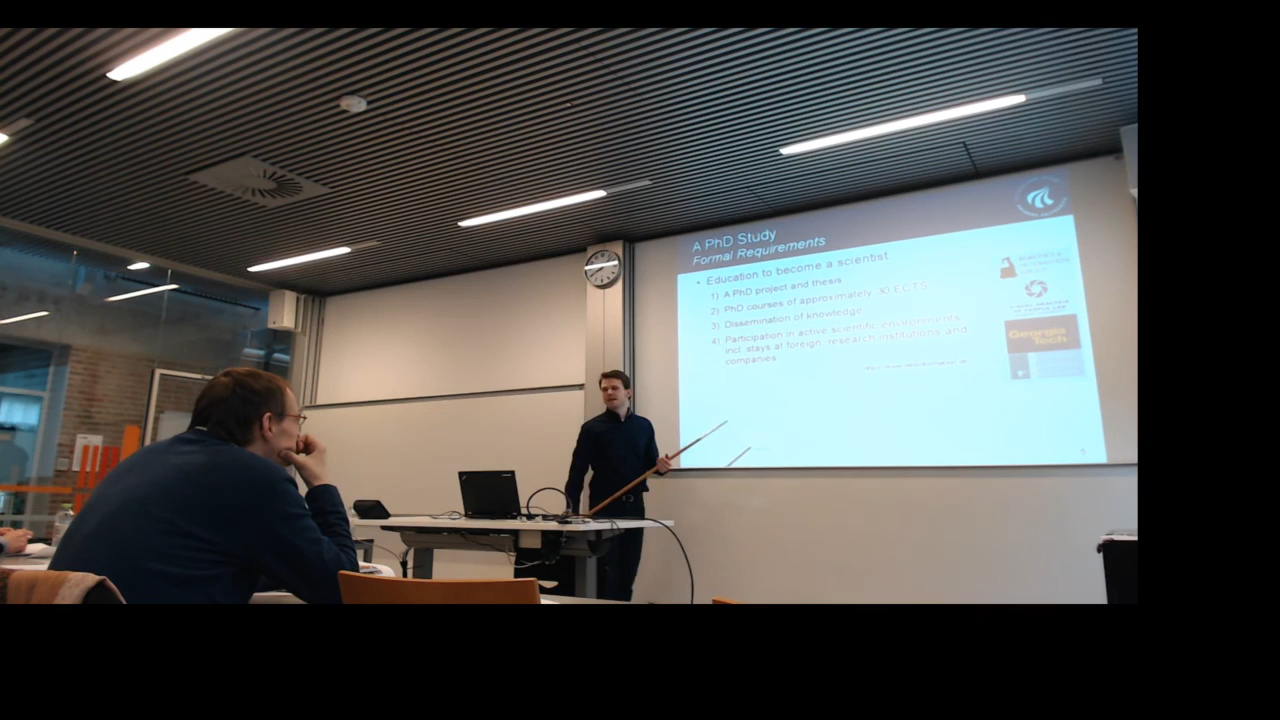 A PhD Study
Formal Requirements
• Education to become a scientist
1) A PhD project and thesis
2) PhD courses of approximately 30 ECTS
3) Dissemination of knowledge
4) Participation in active scientific environments
incl. stays at foreign research institutions and
companies
Georgia
Tech
5